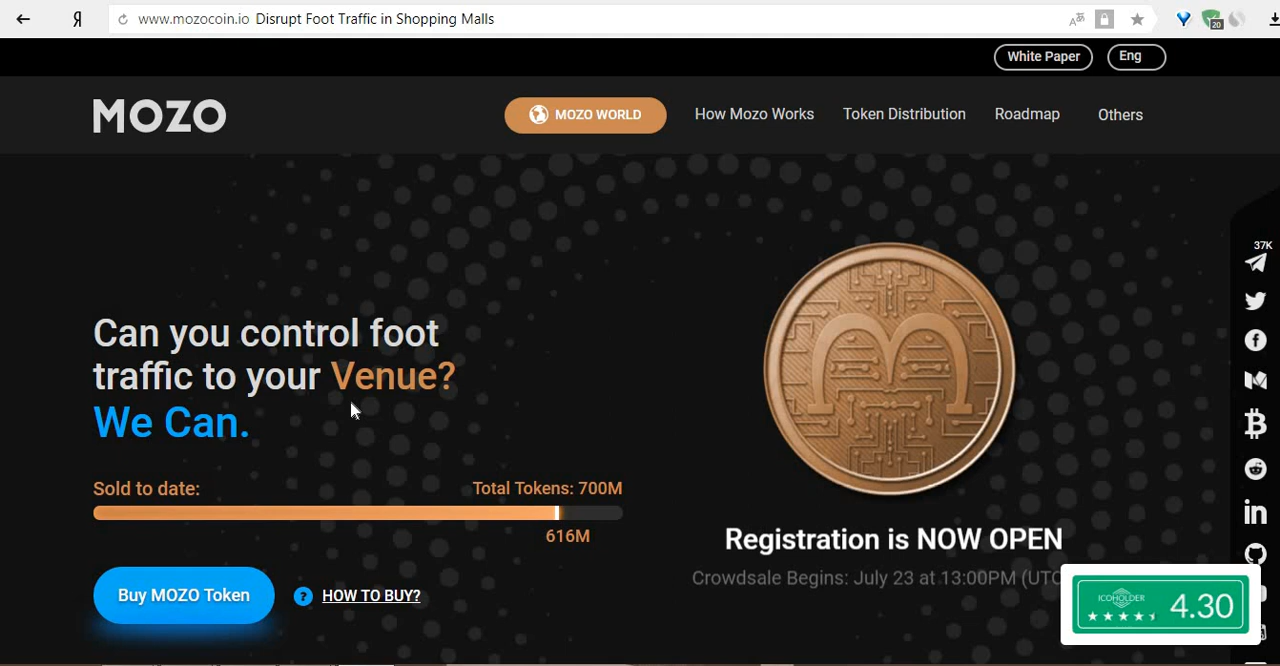 Я www.mozocoin.io Disrupt Foot Traffic in Shopping Malls
20
White Paper
Eng
MOZO
MOZO WORLD
How Mozo Works
Token Distribution
Roadmap
Others
37K
Can you control foot
traffic to your Venue?
We Can.
Sold to date:
Total Tokens: 700M
616M
Buy MOZO Token
? HOW TO BUY?
Registration is NOW OPEN
Crowdsale Begins: July 23 at 13:00PM (UTC
ICOHOLDER
4.30